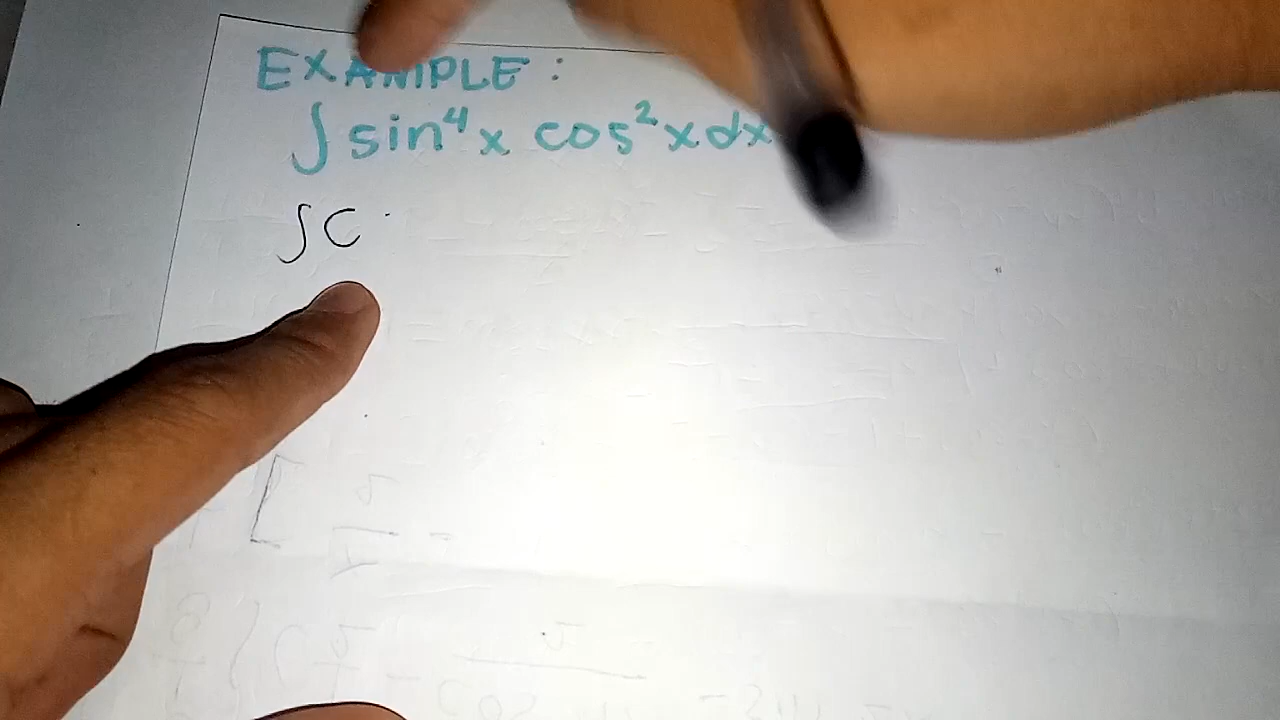 EXAMPLE:
∫ sin⁴x cos²x dx
∫ C